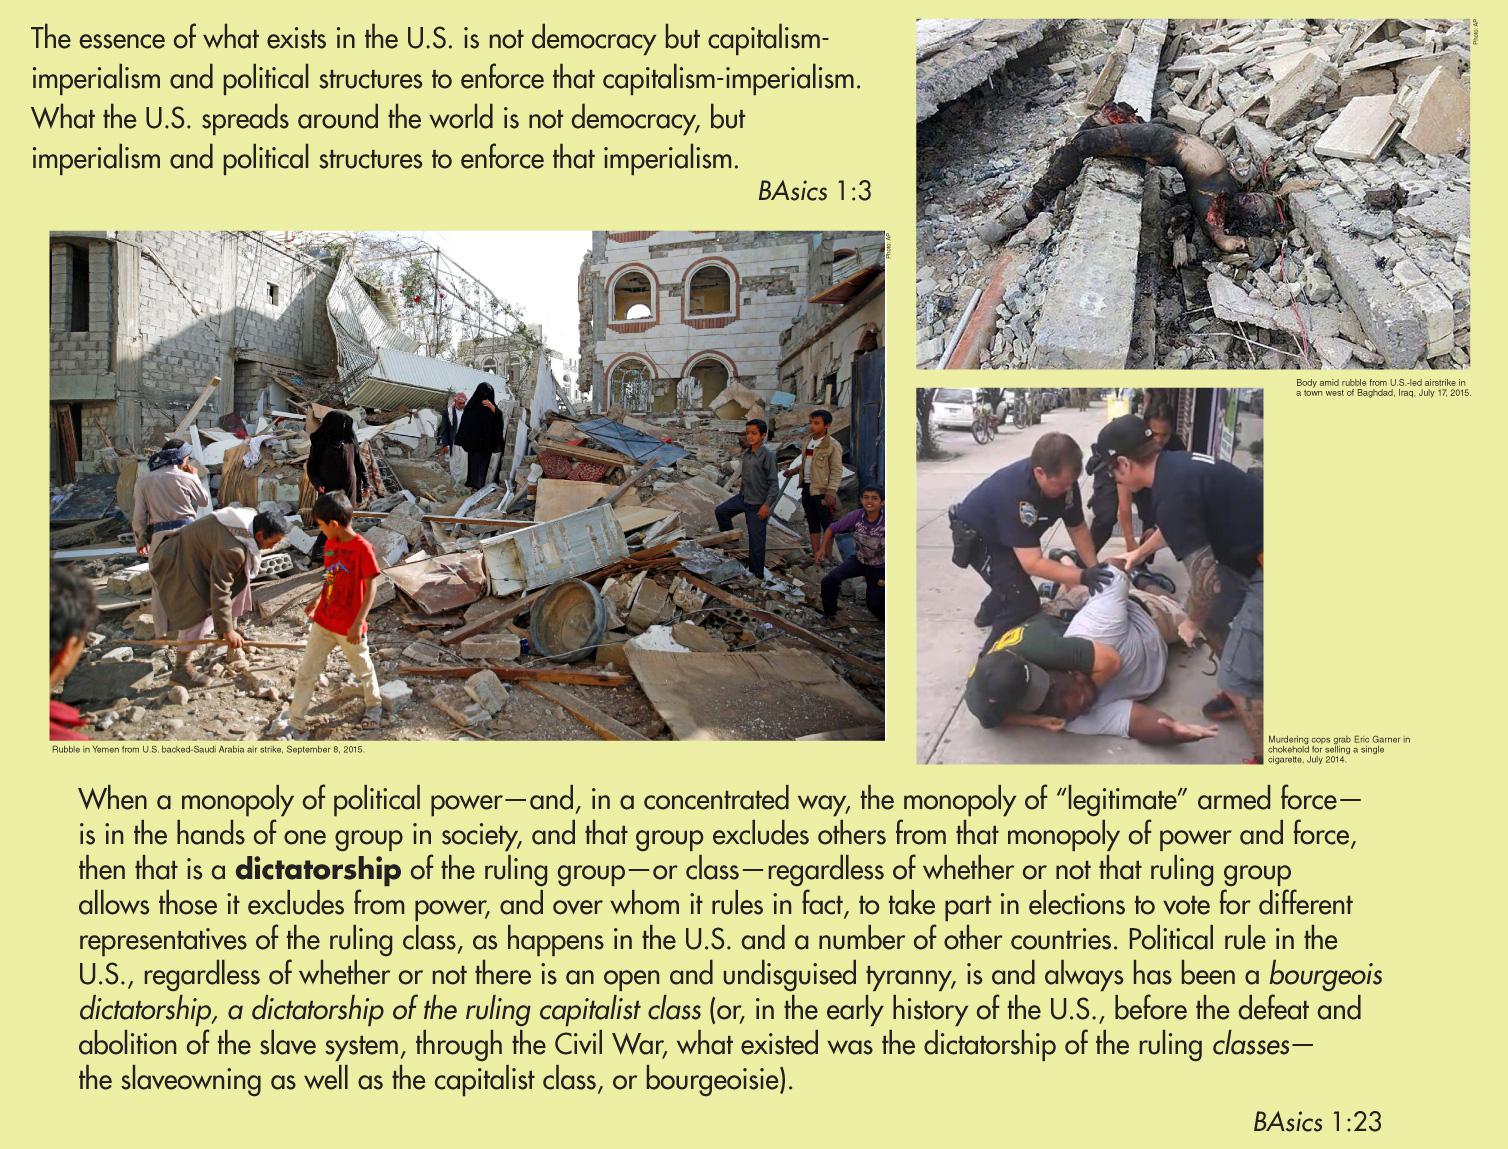 The essence of what exists in the U.S. is not democracy but capitalism-
imperialism and political structures to enforce that capitalism-imperialism.
What the U.S. spreads around the world is not democracy, but
imperialism and political structures to enforce that imperialism.
BAsics 1:3
Photo: AP
Body amid rubble from U.S.-led airstrike in
a town west of Baghdad, Iraq, July 17, 2015.
Photo: AP
Rubble in Yemen from U.S. backed-Saudi Arabia air strike, September 8, 2015.
Murdering cops grab Eric Garner in
chokehold for selling a single
cigarette, July 2014.
When a monopoly of political power—and, in a concentrated way, the monopoly of “legitimate” armed force—
is in the hands of one group in society, and that group excludes others from that monopoly of power and force,
then that is a dictatorship of the ruling group—or class—regardless of whether or not that ruling group
allows those it excludes from power, and over whom it rules in fact, to take part in elections to vote for different
representatives of the ruling class, as happens in the U.S. and a number of other countries. Political rule in the
U.S., regardless of whether or not there is an open and undisguised tyranny, is and always has been a bourgeois
dictatorship, a dictatorship of the ruling capitalist class (or, in the early history of the U.S., before the defeat and
abolition of the slave system, through the Civil War, what existed was the dictatorship of the ruling classes—
the slaveowning as well as the capitalist class, or bourgeoisie).
BAsics 1:23